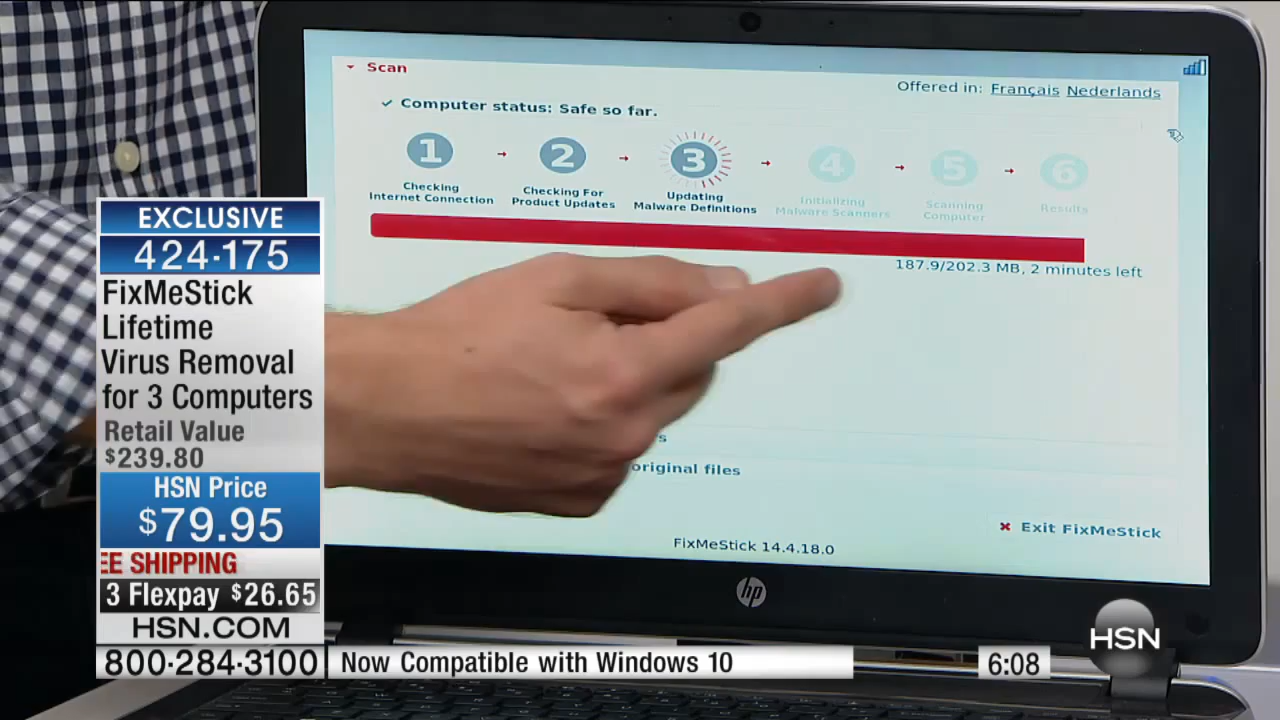 Scan
Offered in: Français Nederlands
Computer status: Safe so far.
1 2 3 4 5 6
Checking
Internet Connection
Checking For
Product Updates
Updating
Malware Definitions
Initializing
Malware Scanners
Scanning
Computer
Results
187.9/202.3 MB, 2 minutes left
original files
Exit FixMeStick
FixMeStick 14.4.18.0
hp
EXCLUSIVE
424-175
FixMeStick
Lifetime
Virus Removal
for 3 Computers
Retail Value
$239.80
HSN Price
$79.95
EE SHIPPING
3 Flexpay $26.65
HSN.COM
800-284-3100
Now Compatible with Windows 10
6:08
HSN